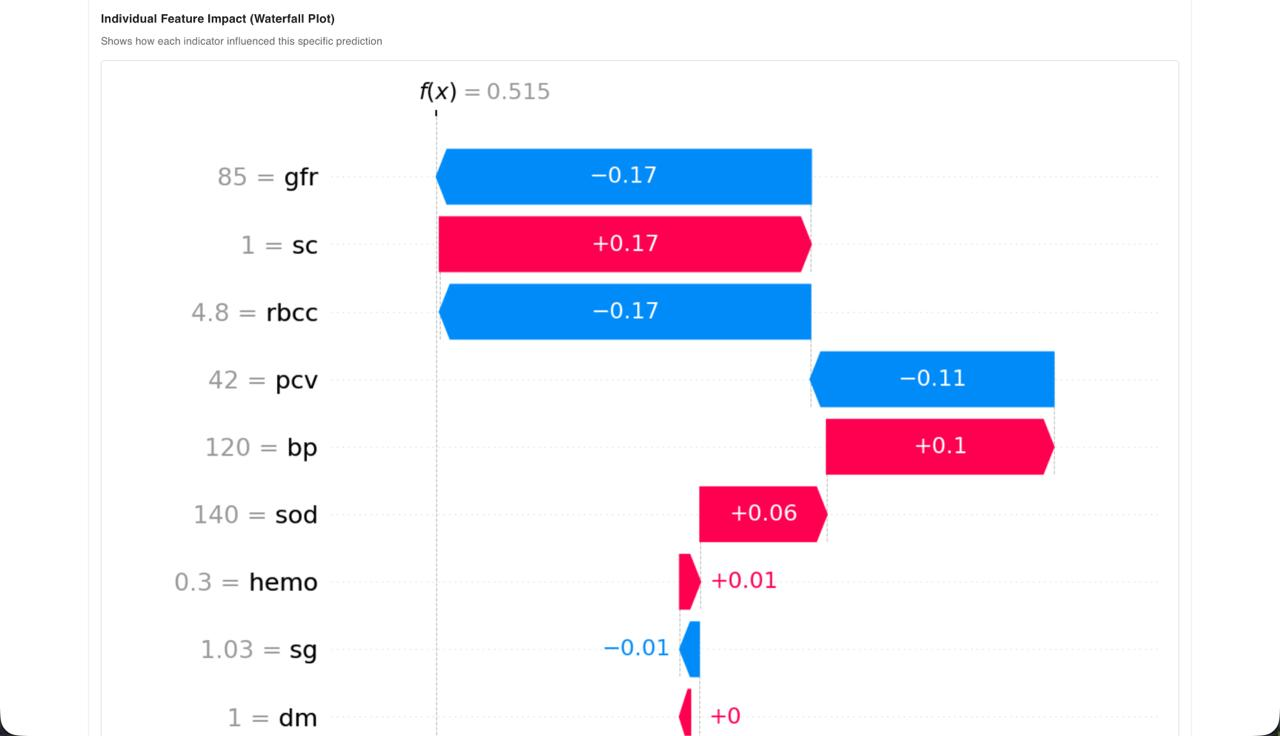 Individual Feature Impact (Waterfall Plot)
Shows how each indicator influenced this specific prediction
f(x) = 0.515
85 = gfr −0.17
1 = sc +0.17
4.8 = rbcc −0.17
42 = pcv −0.11
120 = bp +0.1
140 = sod +0.06
0.3 = hemo +0.01
1.03 = sg −0.01
1 = dm +0